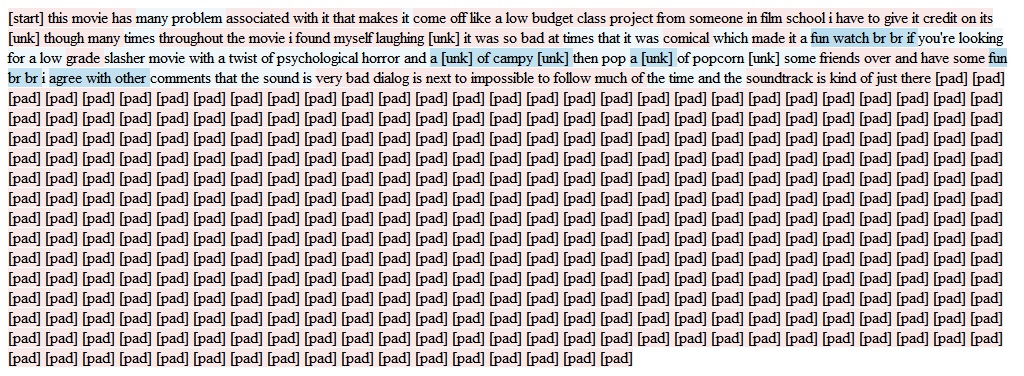 [start] this movie has many problem associated with it that makes it come off like a low budget class project from someone in film school i have to give it credit on its
[unk] though many times throughout the movie i found myself laughing [unk] it was so bad at times that it was comical which made it a fun watch br br if you're looking
for a low grade slasher movie with a twist of psychological horror and a [unk] of campy [unk] then pop a [unk] of popcorn [unk] some friends over and have some fun
br br i agree with other comments that the sound is very bad dialog is next to impossible to follow much of the time and the soundtrack is kind of just there [pad] [pad]
[pad] [pad] [pad] [pad] [pad] [pad] [pad] [pad] [pad] [pad] [pad] [pad] [pad] [pad] [pad] [pad] [pad] [pad] [pad] [pad] [pad] [pad] [pad] [pad] [pad] [pad] [pad]
[pad] [pad] [pad] [pad] [pad] [pad] [pad] [pad] [pad] [pad] [pad] [pad] [pad] [pad] [pad] [pad] [pad] [pad] [pad] [pad] [pad] [pad] [pad] [pad] [pad] [pad] [pad]
[pad] [pad] [pad] [pad] [pad] [pad] [pad] [pad] [pad] [pad] [pad] [pad] [pad] [pad] [pad] [pad] [pad] [pad] [pad] [pad] [pad] [pad] [pad] [pad] [pad] [pad] [pad]
[pad] [pad] [pad] [pad] [pad] [pad] [pad] [pad] [pad] [pad] [pad] [pad] [pad] [pad] [pad] [pad] [pad] [pad] [pad] [pad] [pad] [pad] [pad] [pad] [pad] [pad] [pad]
[pad] [pad] [pad] [pad] [pad] [pad] [pad] [pad] [pad] [pad] [pad] [pad] [pad] [pad] [pad] [pad] [pad] [pad] [pad] [pad] [pad] [pad] [pad] [pad] [pad] [pad] [pad]
[pad] [pad] [pad] [pad] [pad] [pad] [pad] [pad] [pad] [pad] [pad] [pad] [pad] [pad] [pad] [pad] [pad] [pad] [pad] [pad] [pad] [pad] [pad] [pad] [pad] [pad] [pad]
[pad] [pad] [pad] [pad] [pad] [pad] [pad] [pad] [pad] [pad] [pad] [pad] [pad] [pad] [pad] [pad] [pad] [pad] [pad] [pad] [pad] [pad] [pad] [pad] [pad] [pad] [pad]
[pad] [pad] [pad] [pad] [pad] [pad] [pad] [pad] [pad] [pad] [pad] [pad] [pad] [pad] [pad] [pad] [pad] [pad] [pad] [pad] [pad] [pad] [pad] [pad] [pad] [pad] [pad]
[pad] [pad] [pad] [pad] [pad] [pad] [pad] [pad] [pad] [pad] [pad] [pad] [pad] [pad] [pad] [pad] [pad] [pad] [pad] [pad] [pad] [pad] [pad] [pad] [pad] [pad] [pad]
[pad] [pad] [pad] [pad] [pad] [pad] [pad] [pad] [pad] [pad] [pad] [pad] [pad] [pad] [pad] [pad] [pad] [pad] [pad] [pad] [pad] [pad] [pad] [pad] [pad] [pad] [pad]
[pad] [pad] [pad] [pad] [pad] [pad] [pad] [pad] [pad] [pad] [pad] [pad] [pad] [pad] [pad] [pad] [pad] [pad] [pad] [pad] [pad] [pad] [pad] [pad] [pad] [pad] [pad]
[pad] [pad] [pad] [pad] [pad] [pad] [pad] [pad] [pad] [pad] [pad] [pad] [pad] [pad] [pad] [pad] [pad] [pad] [pad] [pad] [pad] [pad] [pad] [pad] [pad] [pad] [pad]
[pad] [pad] [pad] [pad] [pad] [pad] [pad] [pad] [pad] [pad] [pad] [pad] [pad] [pad] [pad] [pad] [pad] [pad] [pad] [pad] [pad] [pad] [pad] [pad] [pad] [pad] [pad]
[pad] [pad] [pad] [pad] [pad] [pad] [pad] [pad] [pad] [pad] [pad] [pad] [pad] [pad] [pad] [pad] [pad]